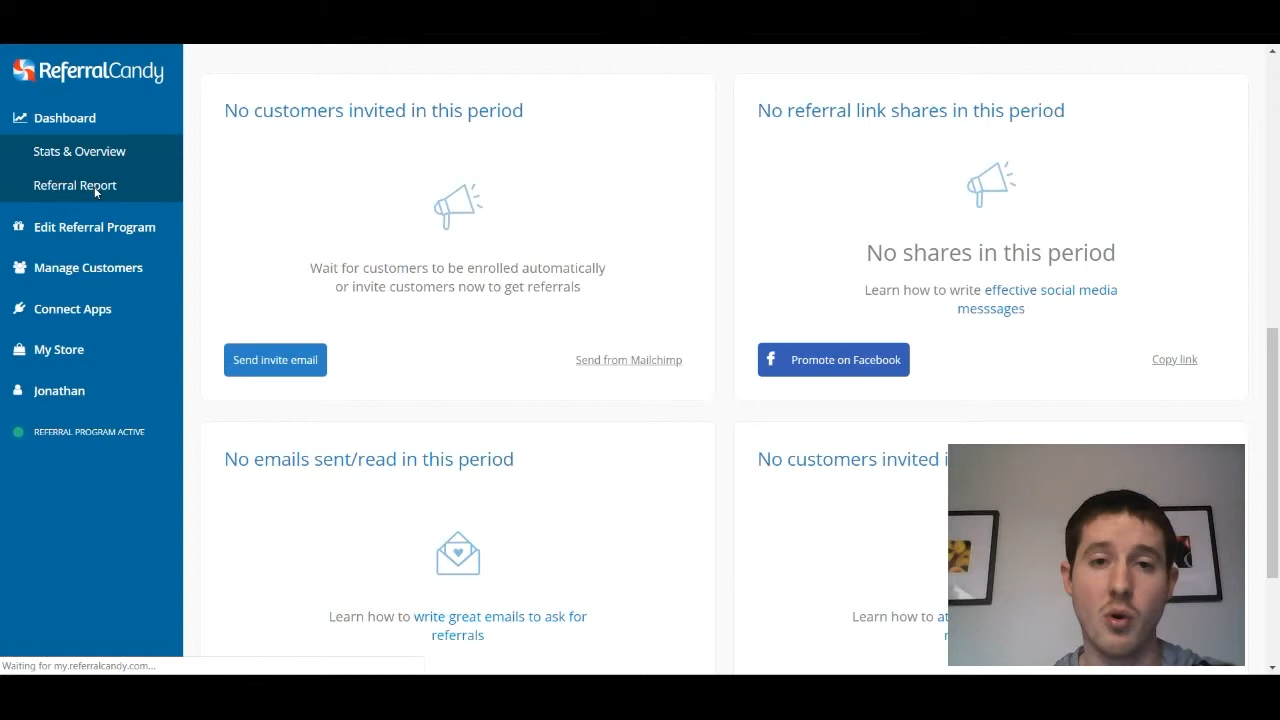 ReferralCandy
Dashboard
Stats & Overview
Referral Report
Edit Referral Program
Manage Customers
Connect Apps
My Store
Jonathan
REFERRAL PROGRAM ACTIVE
No customers invited in this period
Wait for customers to be enrolled automatically
or invite customers now to get referrals
Send invite email
Send from Mailchimp
No referral link shares in this period
No shares in this period
Learn how to write effective social media
messsages
Promote on Facebook
Copy link
No emails sent/read in this period
Learn how to write great emails to ask for
referrals
No customers invited i
Learn how to at
Waiting for my.referralcandy.com...